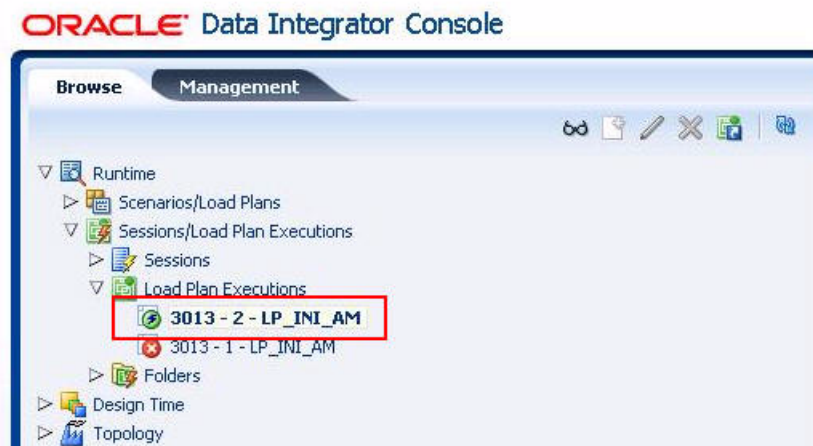 ORACLE Data Integrator Console
Browse Management
Runtime
Scenarios/Load Plans
Sessions/Load Plan Executions
Sessions
Load Plan Executions
3013 - 2 - LP_INI_AM
3013 - 1 - LP_INI_AM
Folders
Design Time
Topology